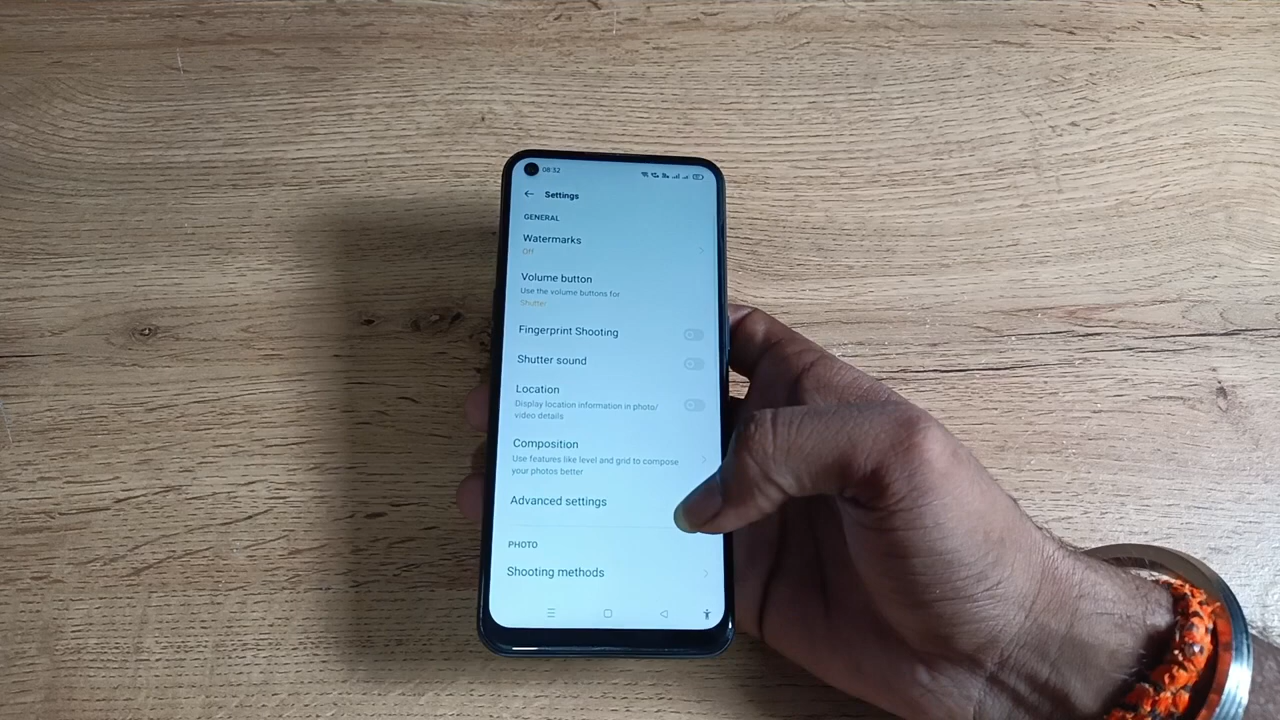 08:32
Settings
GENERAL
Watermarks
Off
Volume button
Use the volume buttons for
Shutter
Fingerprint Shooting
Shutter sound
Location
Display location information in photo/
video details
Composition
Use features like level and grid to compose
your photos better
Advanced settings
PHOTO
Shooting methods